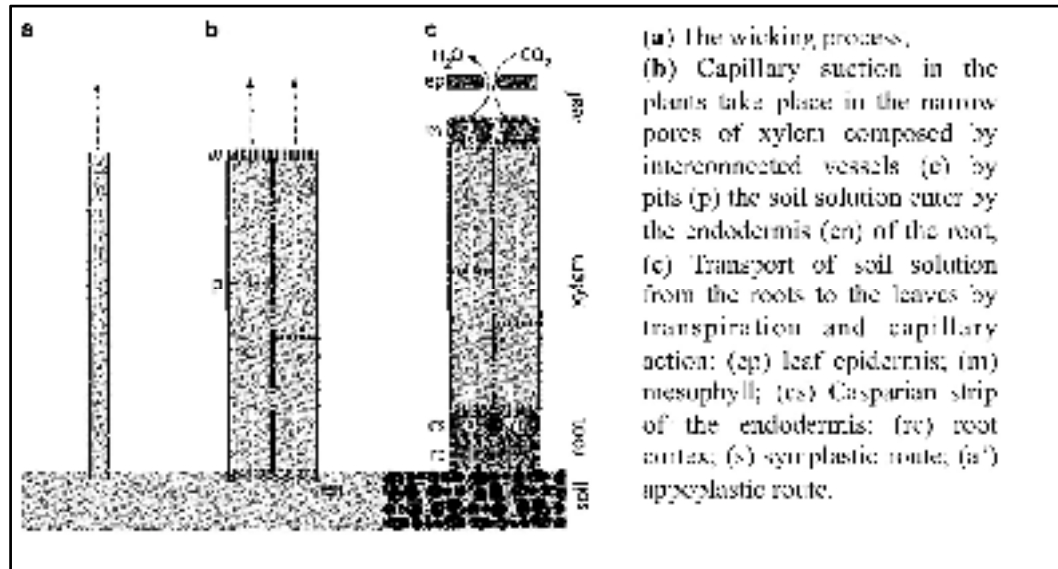 a b c
H₂O CO₂
ep
m
leaf
xylem
cs
rc
root
soil
(a) The wicking process,
(b) Capillary suction in the
plants take place in the narrow
pores of xylem composed by
interconnected vessels (e) by
pits (p) the soil solution enter by
the endodermis (en) of the root,
(c) Transport of soil solution
from the roots to the leaves by
transpiration and capillary
action: (ep) leaf epidermis; (m)
mesophyll; (cs) Casparian strip
of the endodermis; (rc) root
cortex; (s) symplastic route; (a')
appoplastic route.